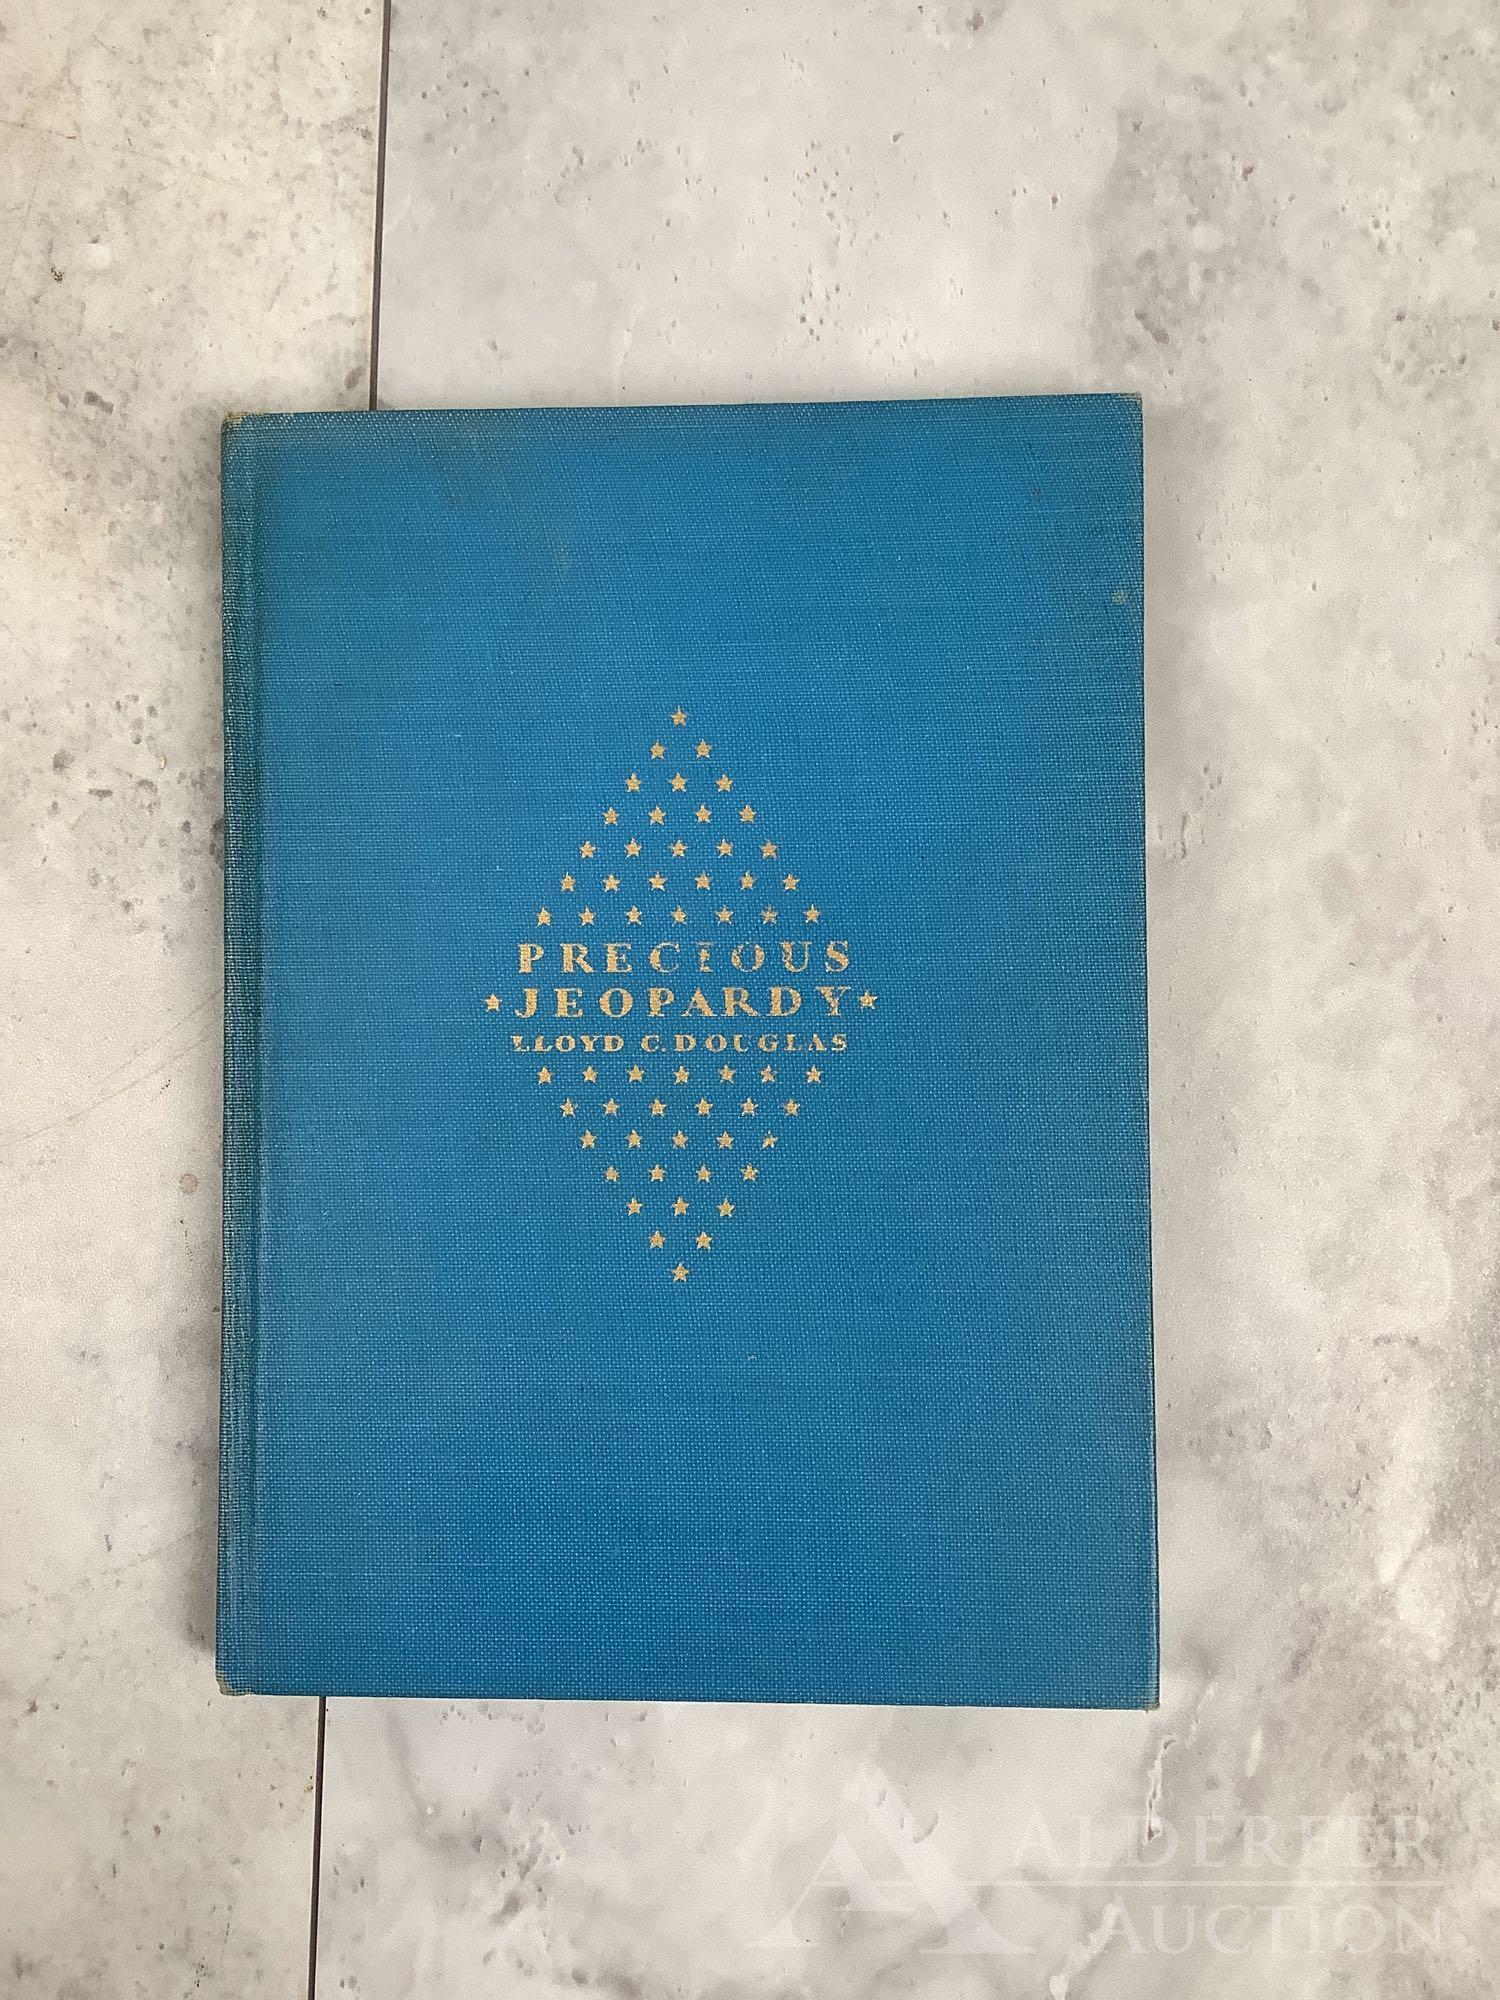 PRECIOUS
JEOPARDY
LLOYD C. DOUGLAS
ALDERFER
AUCTION